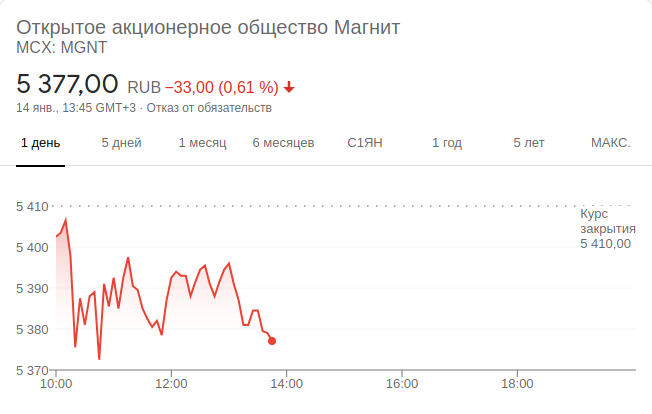 Открытое акционерное общество Магнит
MCX: MGNT
5 377,00 RUB −33,00 (0,61 %)
14 янв., 13:45 GMT+3 · Отказ от обязательств
1 день 5 дней 1 месяц 6 месяцев С1ЯН 1 год 5 лет МАКС.
5 410
Курс
закрытия
5 410,00
5 400
5 390
5 380
5 370
10:00 12:00 14:00 16:00 18:00